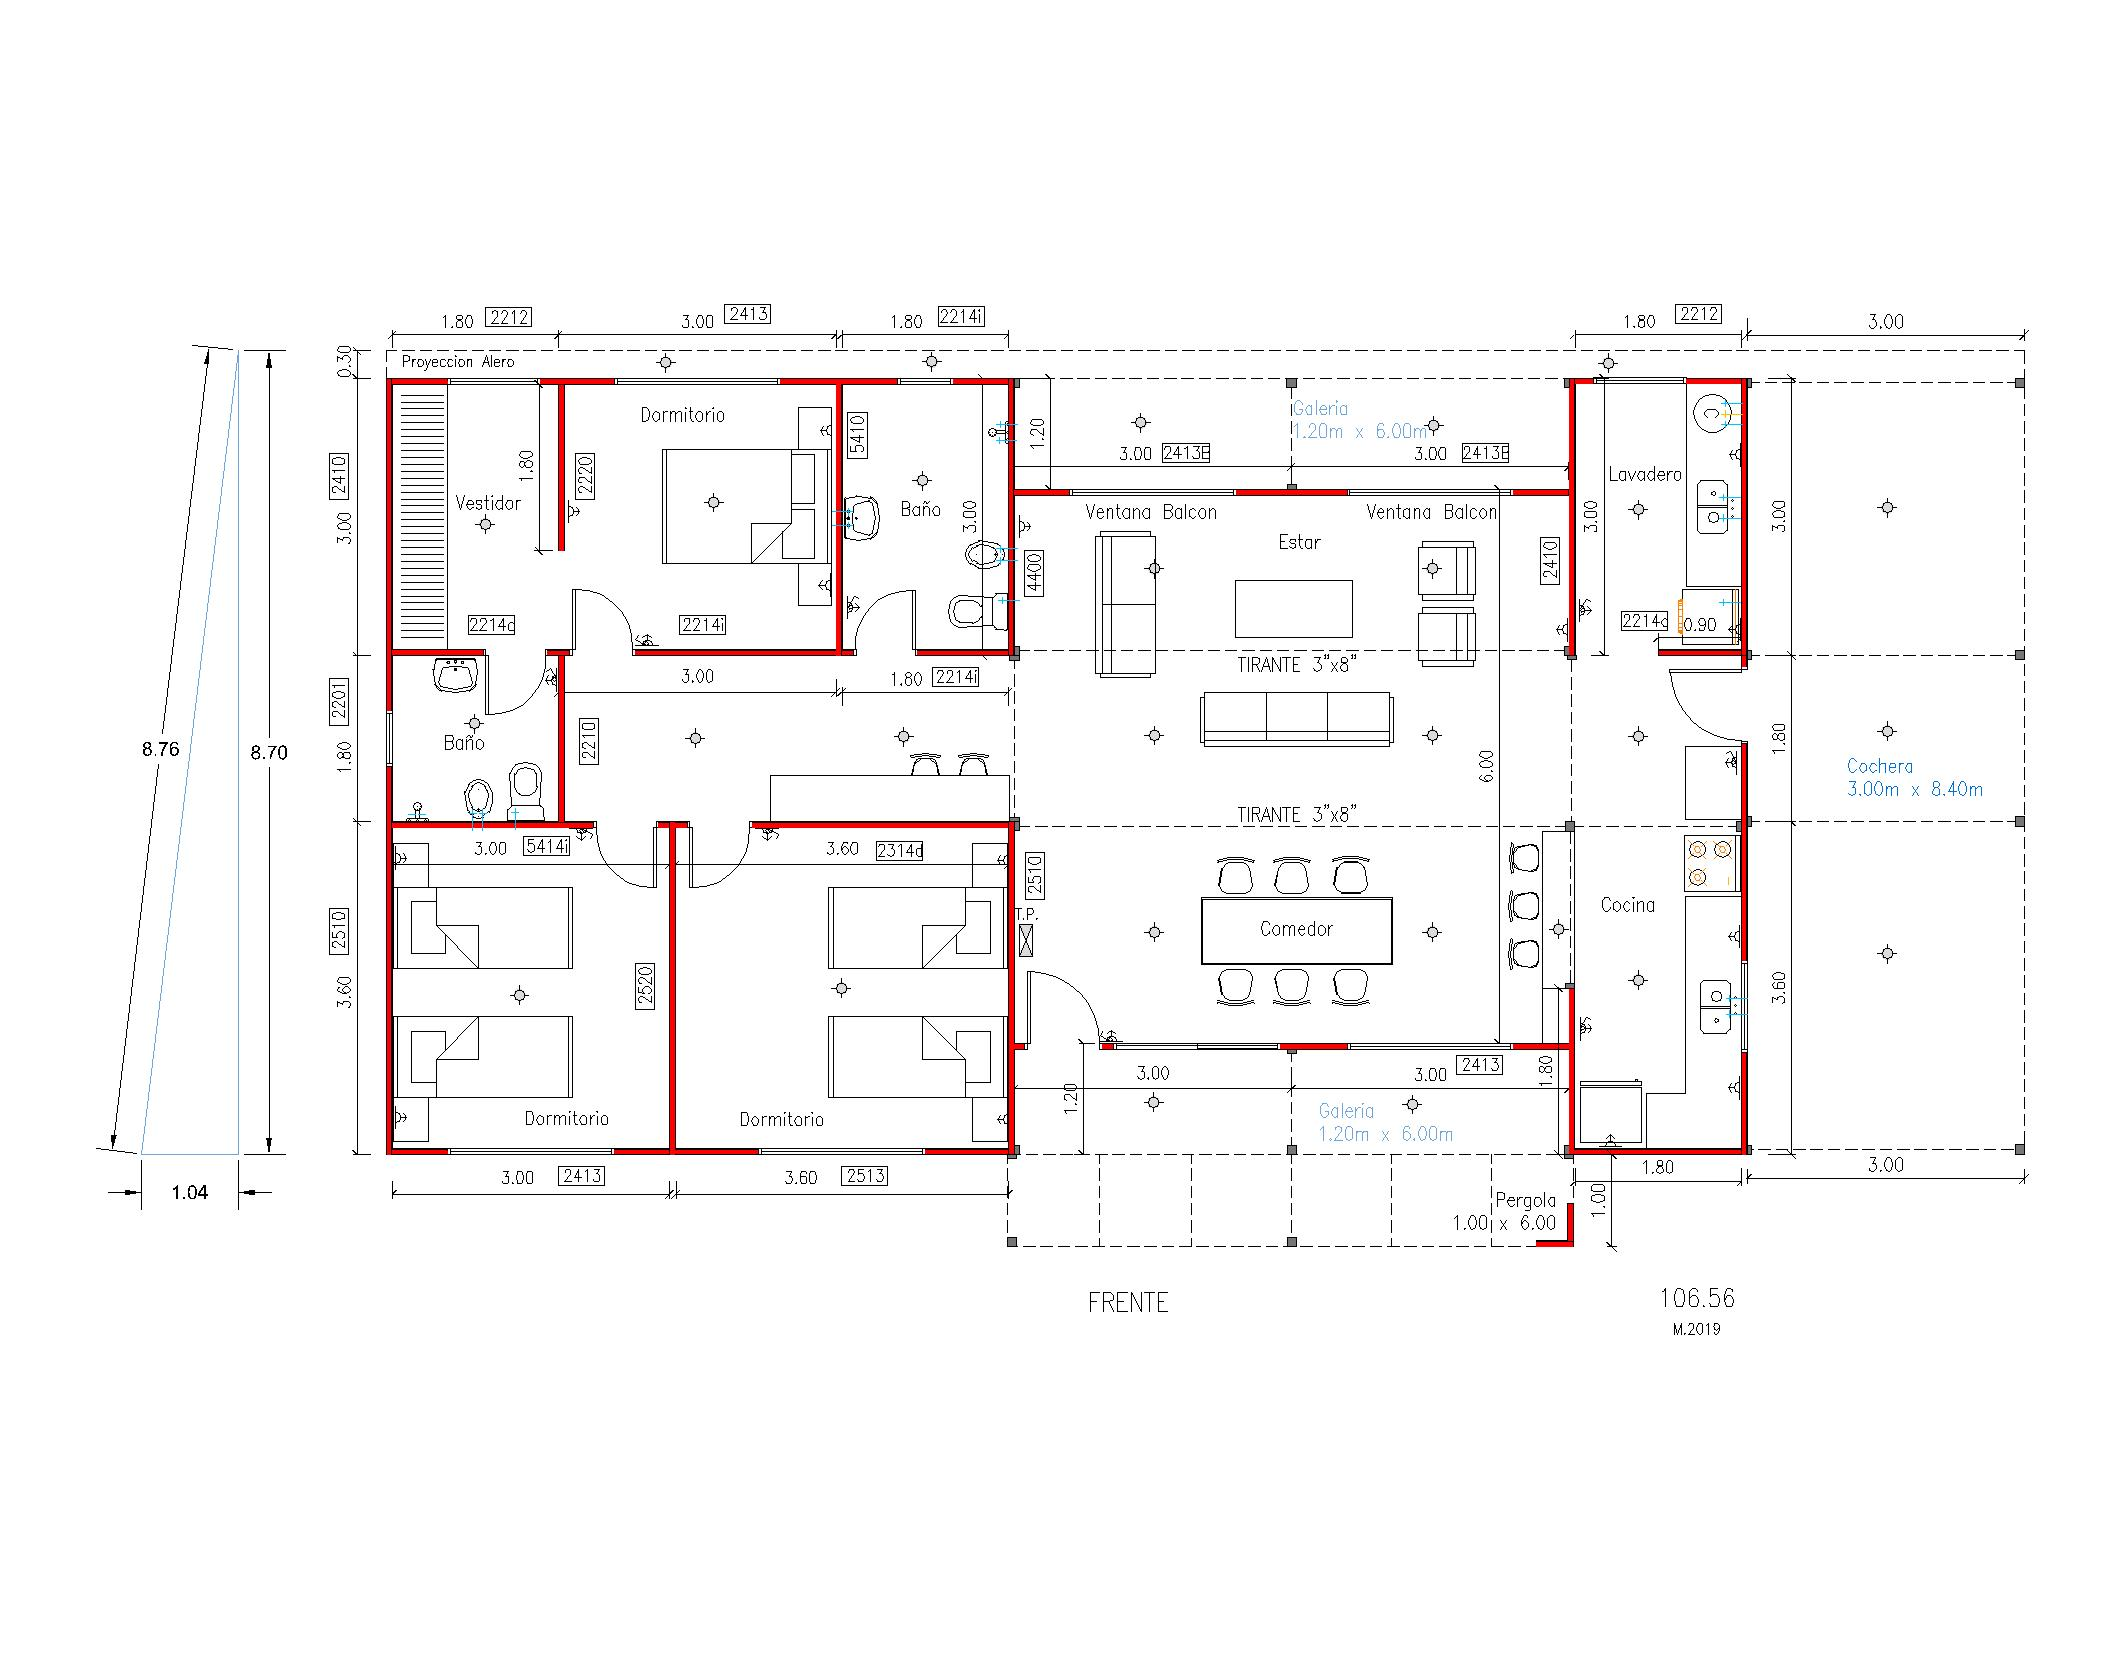 1.80 2212
3.00 2413
1.80 2214i
1.80 2212
3.00
0.30
Proyeccion Alero
8.76
8.70
1.04
2410
3.00
2201
1.80
2510
3.60
Vestidor
1.80
2220
Dormitorio
5410
Baño
3.00
2214d
2214i
1.20
Galeria
1.20m x 6.00m
3.00 2413B
3.00 2413B
Ventana Balcon
Ventana Balcon
Estar
4400
2410
Lavadero
3.00
2214d
0.90
3.00
TIRANTE 3"x8"
3.00
1.80 2214i
Baño
2210
6.00
1.80
Cochera
3.00m x 8.40m
TIRANTE 3"x8"
3.00 5414i
3.60 2314d
2510
T.P.
Comedor
Cocina
2520
3.60
Dormitorio
Dormitorio
1.20
3.00
3.00 2413
1.80
Galeria
1.20m x 6.00m
3.00 2413
3.60 2513
1.80
3.00
Pergola
1.00 x 6.00
1.00
FRENTE
106.56
M.2019